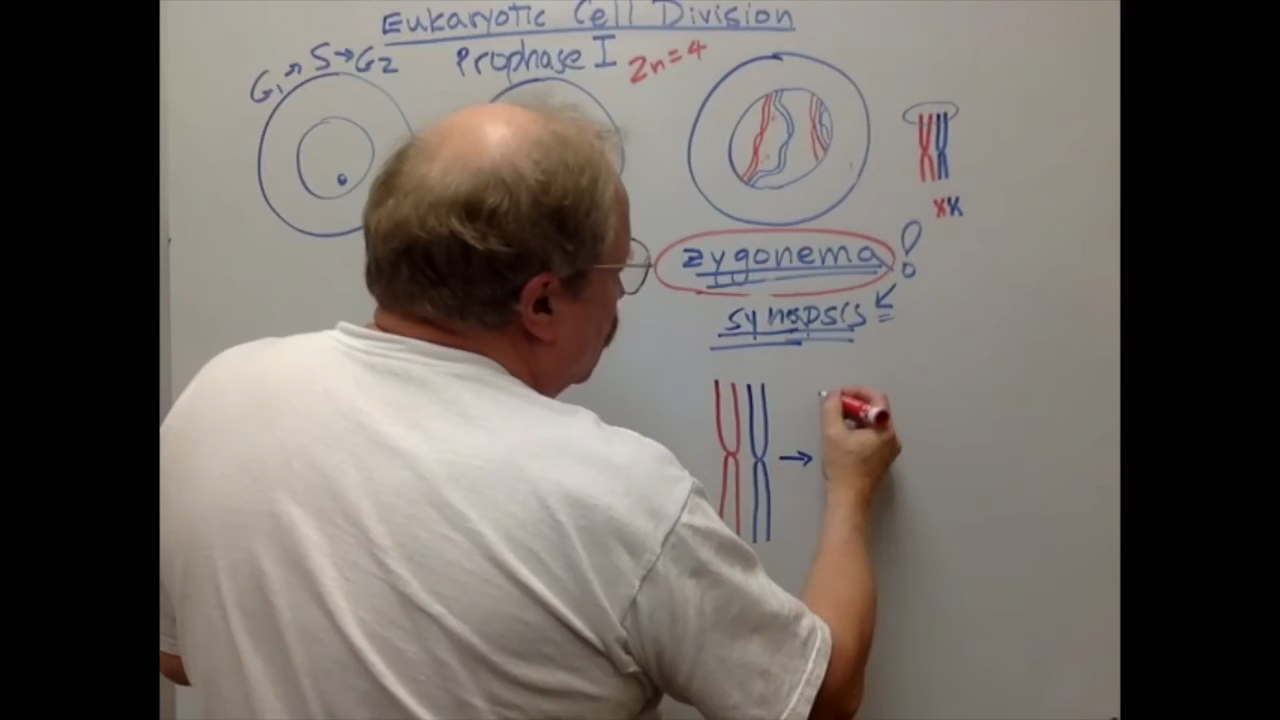 Eukaryotic Cell Division
G1 → S → G2
Prophase I
2n=4
zygonema!
synapsis